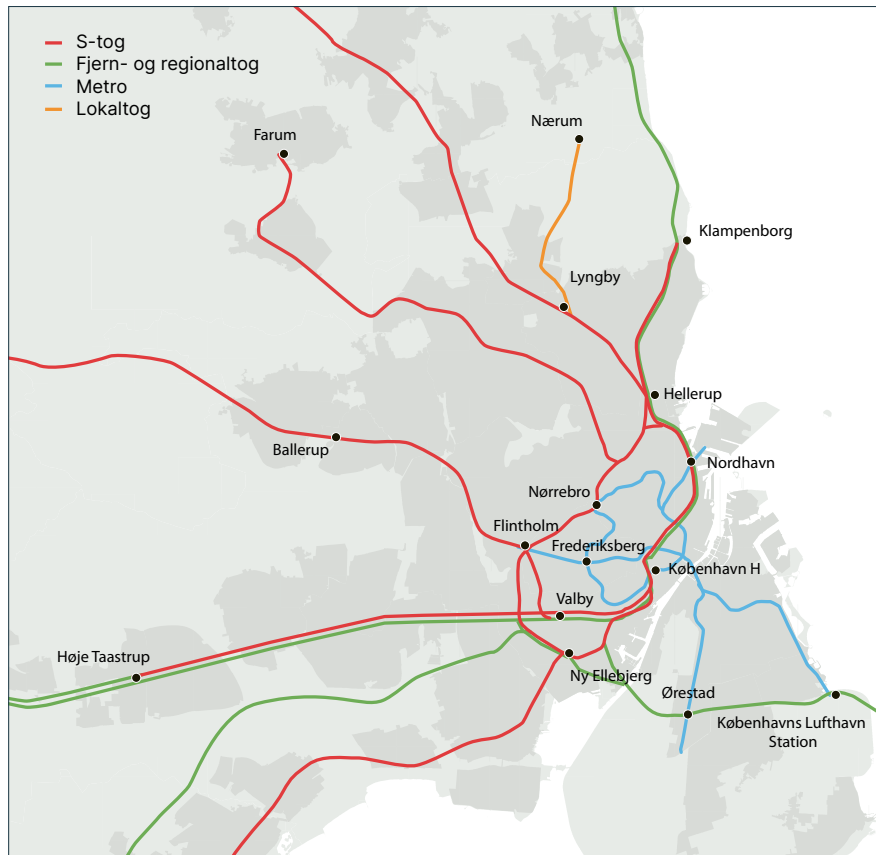 S-tog
Fjern- og regionaltog
Metro
Lokaltog
Nærum
Farum
Klampenborg
Lyngby
Hellerup
Ballerup
Nordhavn
Nørrebro
Flintholm
Frederiksberg
København H
Valby
Høje Taastrup
Ny Ellebjerg
Ørestad
Københavns Lufthavn
Station